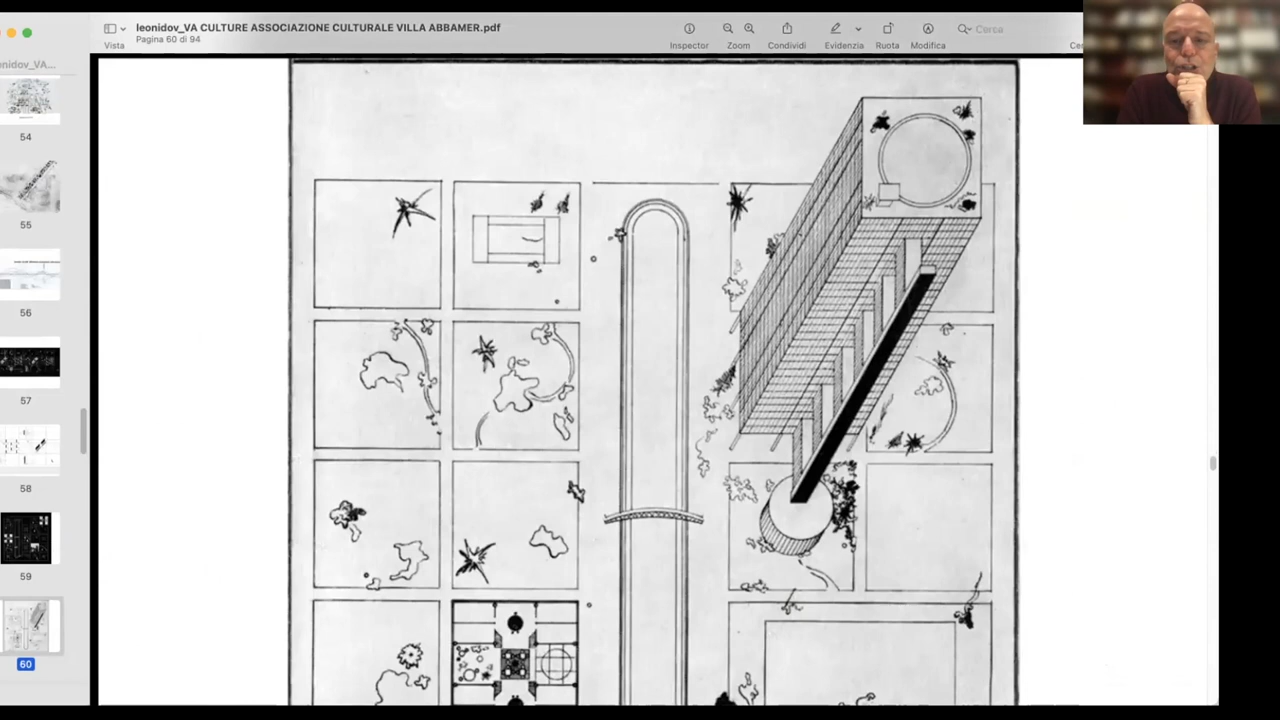 leonidov_VA CULTURE ASSOCIAZIONE CULTURALE VILLA ABBAMER.pdf
Pagina 60 di 94
Vista
Inspector
Zoom
Condividi
Evidenzia
Ruota
Modifica
Cerca
54
55
56
57
58
59
60